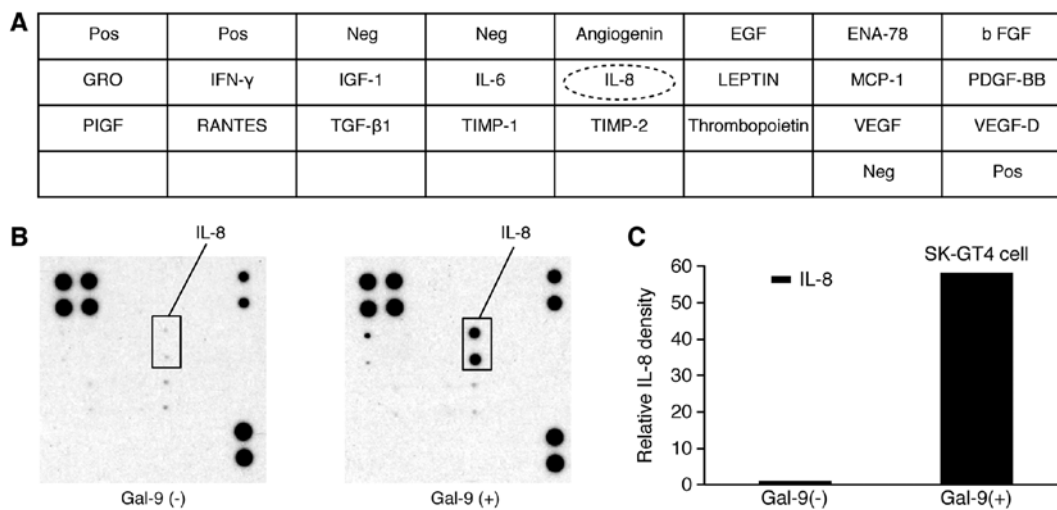 A
Pos Pos Neg Neg Angiogenin EGF ENA-78 b FGF
GRO IFN-γ IGF-1 IL-6 IL-8 LEPTIN MCP-1 PDGF-BB
PIGF RANTES TGF-β1 TIMP-1 TIMP-2 Thrombopoietin VEGF VEGF-D
Neg Pos
B
IL-8
IL-8
Gal-9 (-)
Gal-9 (+)
C
SK-GT4 cell
IL-8
Relative IL-8 density
60
50
40
30
20
10
0
Gal-9(-)
Gal-9(+)